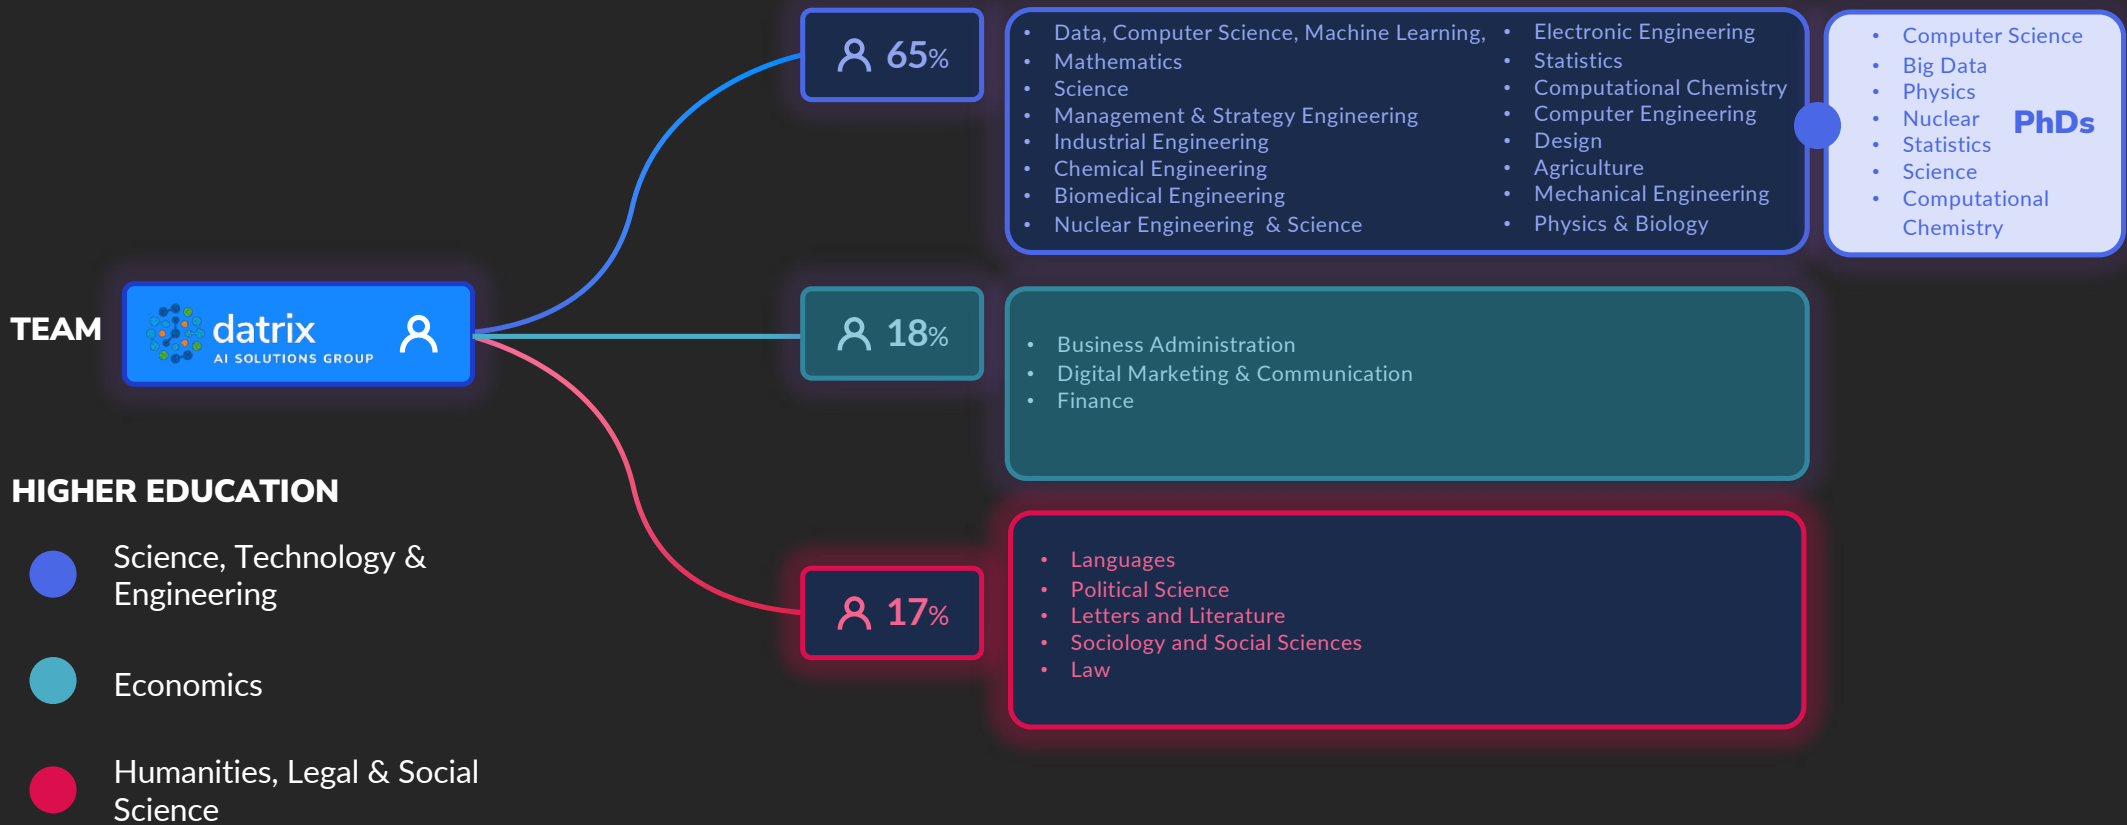 65%
Data, Computer Science, Machine Learning,
Mathematics
Science
Management & Strategy Engineering
Industrial Engineering
Chemical Engineering
Biomedical Engineering
Nuclear Engineering & Science
Electronic Engineering
Statistics
Computational Chemistry
Computer Engineering
Design
Agriculture
Mechanical Engineering
Physics & Biology
Computer Science
Big Data
Physics
Nuclear
Statistics
Science
Computational
Chemistry
PhDs
TEAM
datrix
AI SOLUTIONS GROUP
18%
Business Administration
Digital Marketing & Communication
Finance
HIGHER EDUCATION
Science, Technology &
Engineering
Economics
Humanities, Legal & Social
Science
17%
Languages
Political Science
Letters and Literature
Sociology and Social Sciences
Law